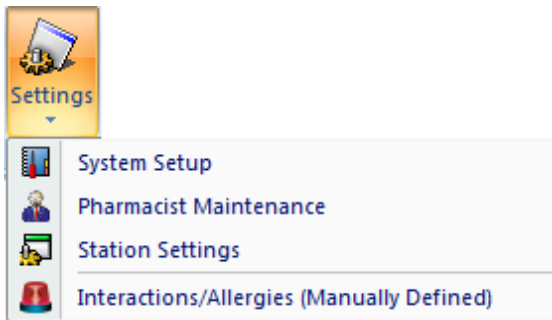 Settings
System Setup
Pharmacist Maintenance
Station Settings
Interactions/Allergies (Manually Defined)